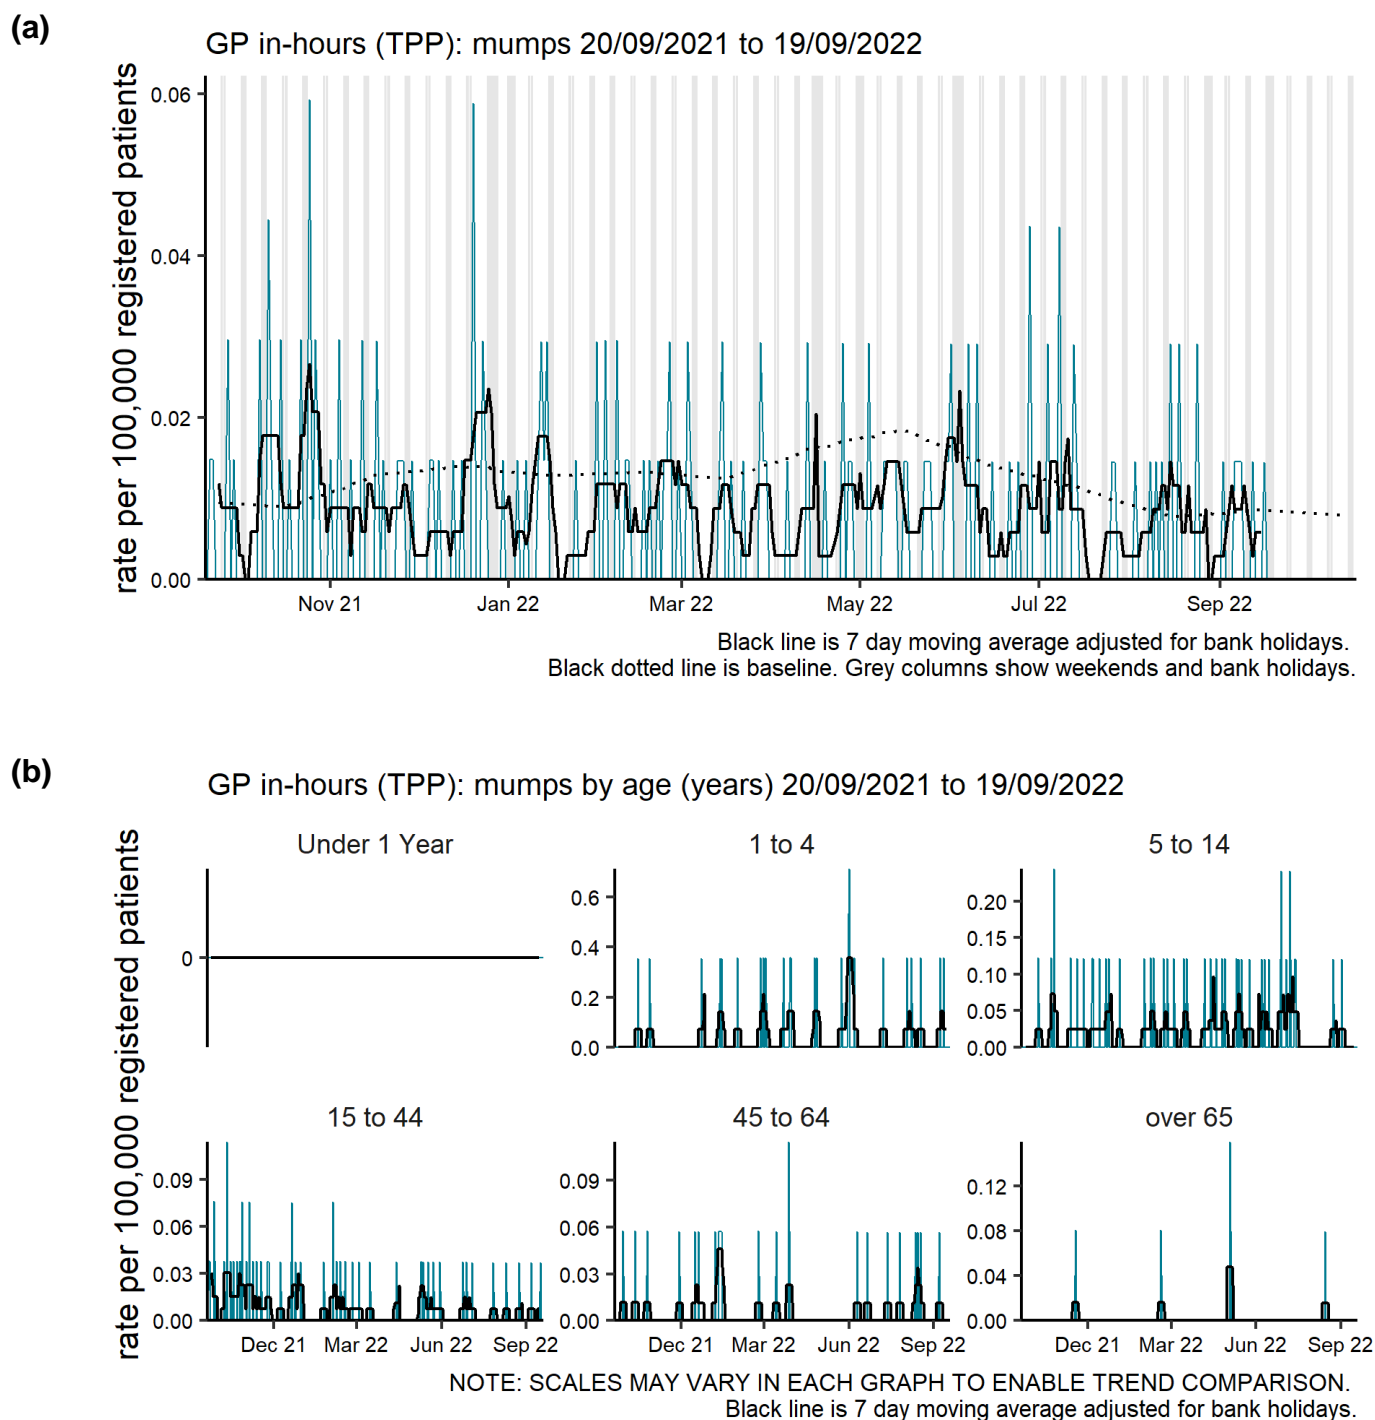 (a)
GP in-hours (TPP): mumps 20/09/2021 to 19/09/2022
rate per 100,000 registered patients
0.06
0.04
0.02
0.00
Nov 21 Jan 22 Mar 22 May 22 Jul 22 Sep 22
Black line is 7 day moving average adjusted for bank holidays.
Black dotted line is baseline. Grey columns show weekends and bank holidays.
(b)
GP in-hours (TPP): mumps by age (years) 20/09/2021 to 19/09/2022
rate per 100,000 registered patients
Under 1 Year
0
1 to 4
0.6
0.4
0.2
0.0
5 to 14
0.20
0.15
0.10
0.05
0.00
15 to 44
0.09
0.06
0.03
0.00
Dec 21 Mar 22 Jun 22 Sep 22
45 to 64
0.09
0.06
0.03
0.00
Dec 21 Mar 22 Jun 22 Sep 22
over 65
0.12
0.08
0.04
0.00
Dec 21 Mar 22 Jun 22 Sep 22
NOTE: SCALES MAY VARY IN EACH GRAPH TO ENABLE TREND COMPARISON.
Black line is 7 day moving average adjusted for bank holidays.